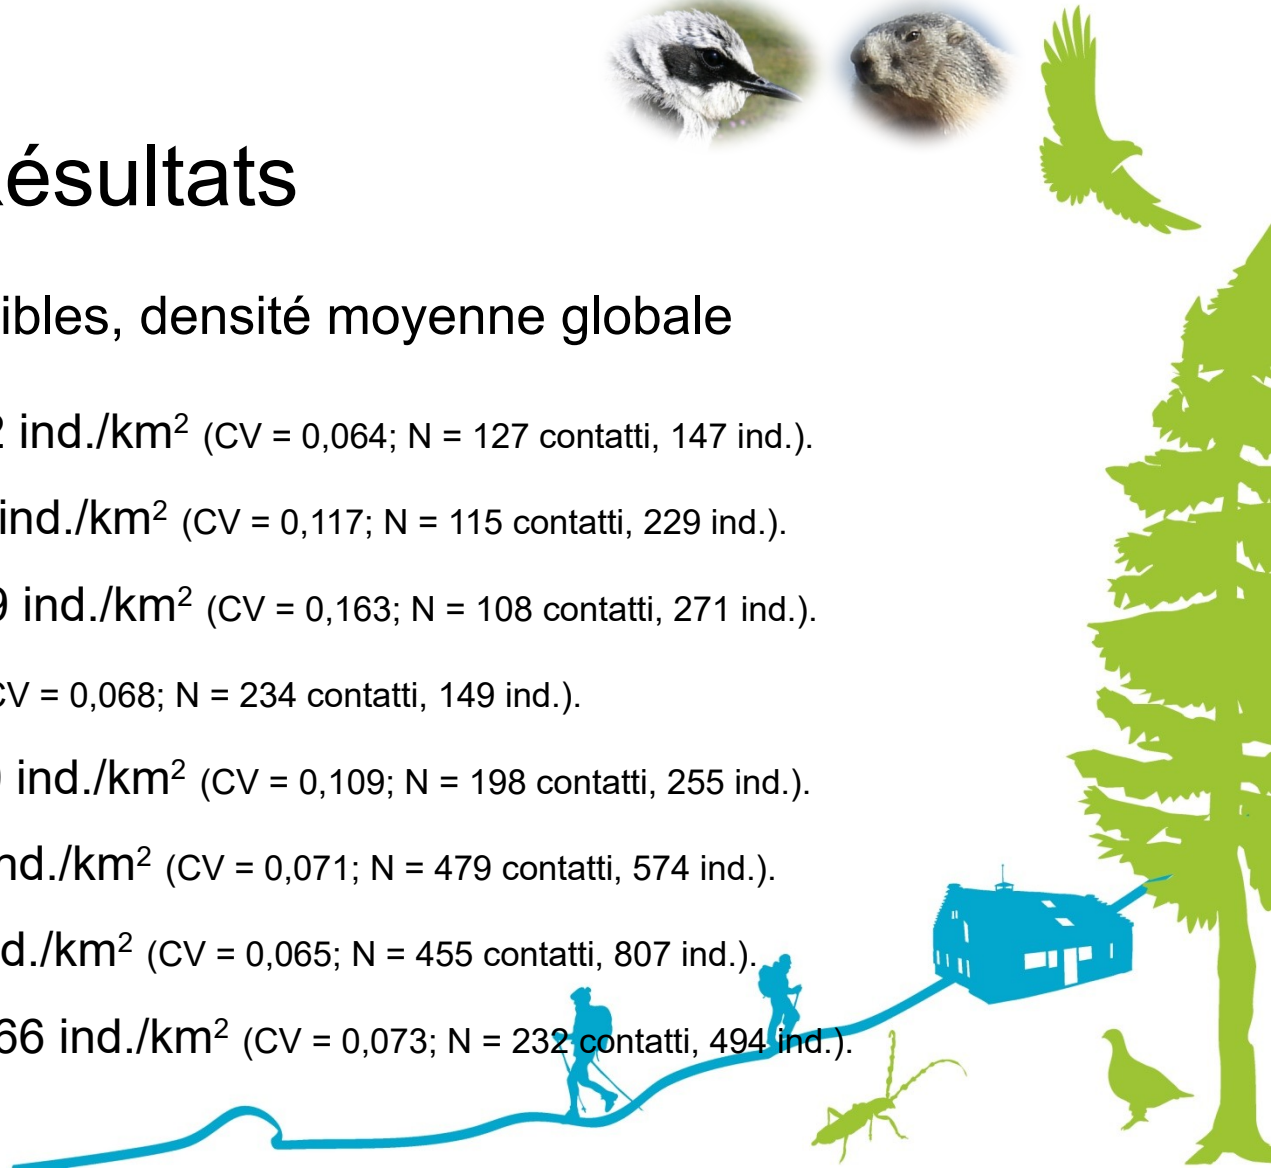 ésultats
ibles, densité moyenne globale
ind./km² (CV = 0,064; N = 127 contatti, 147 ind.).
ind./km² (CV = 0,117; N = 115 contatti, 229 ind.).
9 ind./km² (CV = 0,163; N = 108 contatti, 271 ind.).
CV = 0,068; N = 234 contatti, 149 ind.).
ind./km² (CV = 0,109; N = 198 contatti, 255 ind.).
nd./km² (CV = 0,071; N = 479 contatti, 574 ind.).
d./km² (CV = 0,065; N = 455 contatti, 807 ind.).
66 ind./km² (CV = 0,073; N = 232 contatti, 494 ind.).